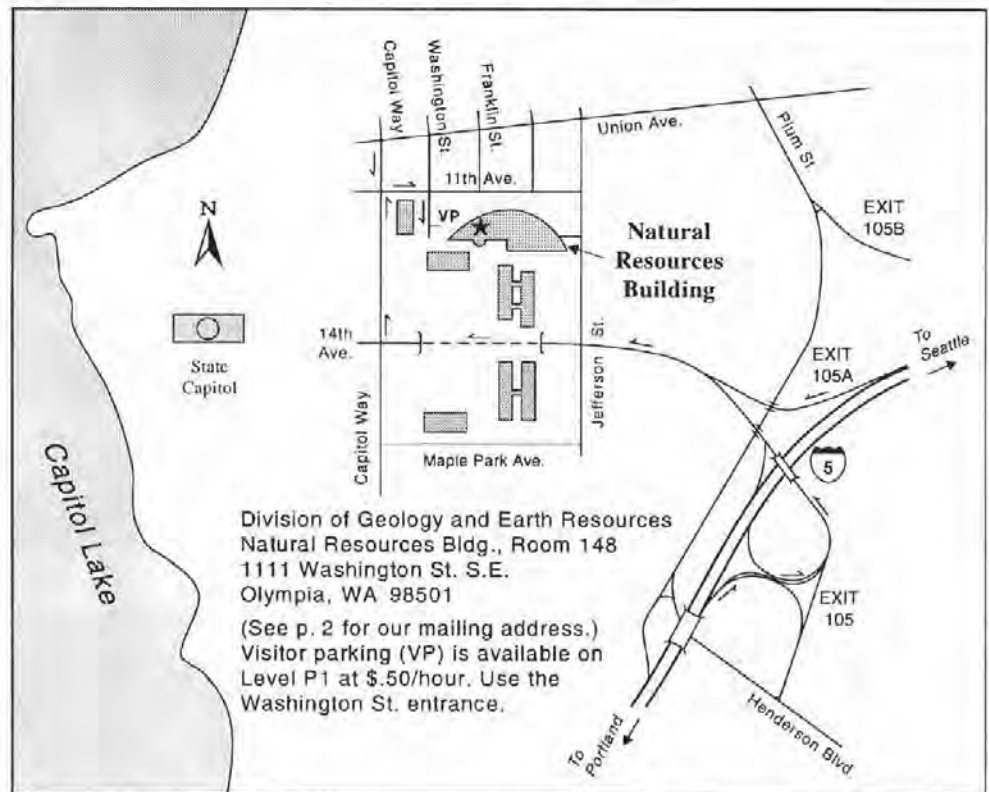 Capitol Way
Washington St.
Franklin St.
Union Ave.
Plum St
11th Ave.
EXIT
105B
VP
N
Natural
Resources
Building
State
Capitol
14th
Ave.
Jefferson St.
EXIT
105A
To
Seattle
5
Capitol Way
Maple Park Ave.
Capitol Lake
Division of Geology and Earth Resources
Natural Resources Bldg., Room 148
1111 Washington St. S.E.
Olympia, WA 98501
(See p. 2 for our mailing address.)
Visitor parking (VP) is available on
Level P1 at $.50/hour. Use the
Washington St. entrance.
EXIT
105
Henderson Blvd.
To
Portland